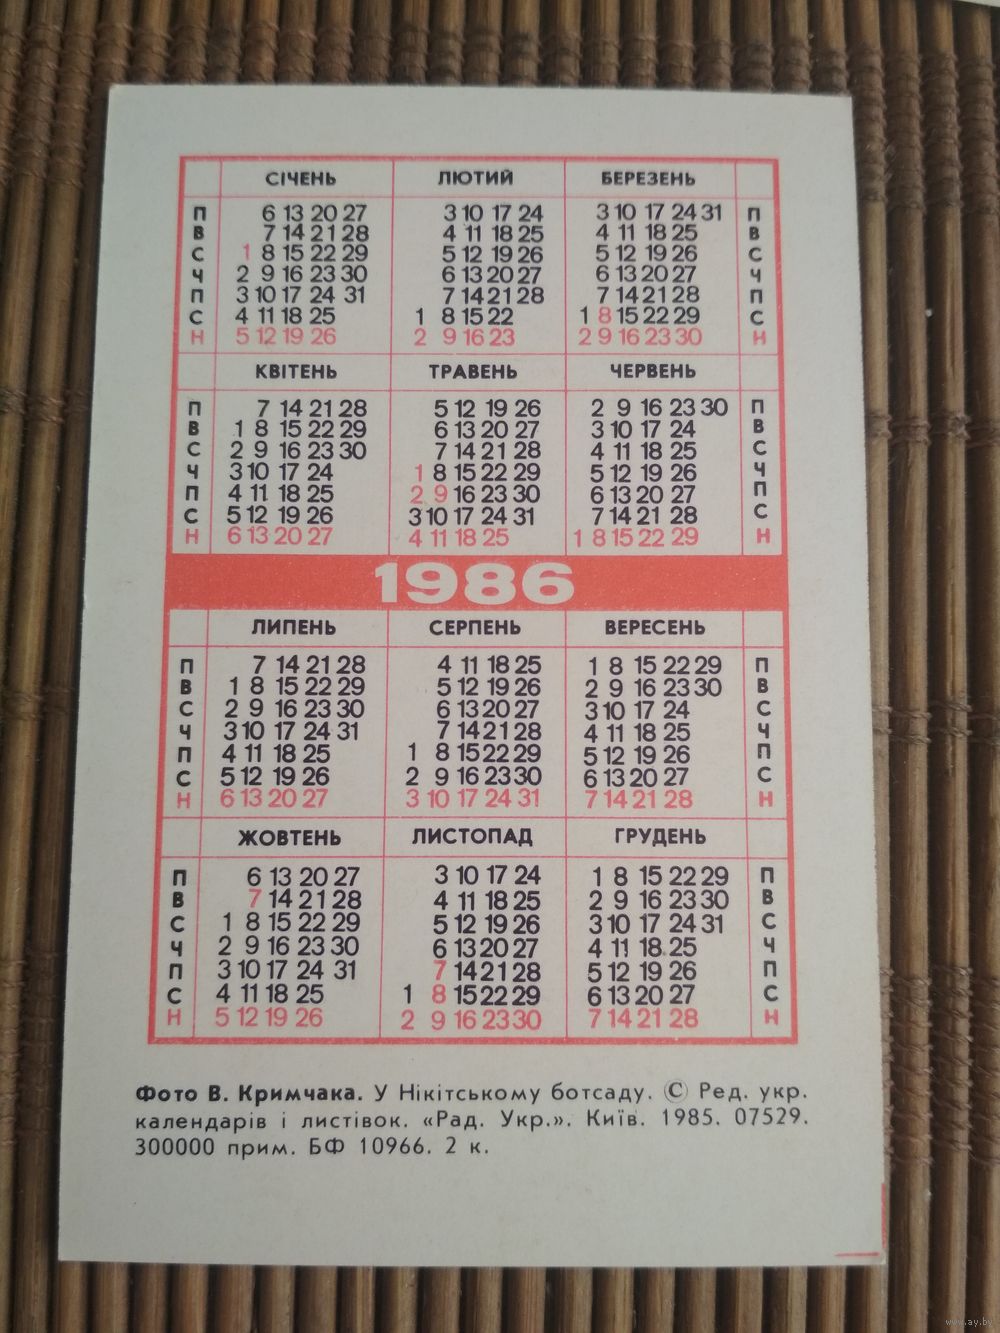 СІЧЕНЬ ЛЮТИЙ БЕРЕЗЕНЬ
П 6 13 20 27 3 10 17 24 3 10 17 24 31 П
В 7 14 21 28 4 11 18 25 4 11 18 25 В
С 1 8 15 22 29 5 12 19 26 5 12 19 26 С
Ч 2 9 16 23 30 6 13 20 27 6 13 20 27 Ч
П 3 10 17 24 31 7 14 21 28 7 14 21 28 П
С 4 11 18 25 1 8 15 22 1 8 15 22 29 С
Н 5 12 19 26 2 9 16 23 2 9 16 23 30 Н
КВІТЕНЬ ТРАВЕНЬ ЧЕРВЕНЬ
П 7 14 21 28 5 12 19 26 2 9 16 23 30 П
В 1 8 15 22 29 6 13 20 27 3 10 17 24 В
С 2 9 16 23 30 7 14 21 28 4 11 18 25 С
Ч 3 10 17 24 1 8 15 22 29 5 12 19 26 Ч
П 4 11 18 25 2 9 16 23 30 6 13 20 27 П
С 5 12 19 26 3 10 17 24 31 7 14 21 28 С
Н 6 13 20 27 4 11 18 25 1 8 15 22 29 Н
1986
ЛИПЕНЬ СЕРПЕНЬ ВЕРЕСЕНЬ
П 7 14 21 28 4 11 18 25 1 8 15 22 29 П
В 1 8 15 22 29 5 12 19 26 2 9 16 23 30 В
С 2 9 16 23 30 6 13 20 27 3 10 17 24 С
Ч 3 10 17 24 31 7 14 21 28 4 11 18 25 Ч
П 4 11 18 25 1 8 15 22 29 5 12 19 26 П
С 5 12 19 26 2 9 16 23 30 6 13 20 27 С
Н 6 13 20 27 3 10 17 24 31 7 14 21 28 Н
ЖОВТЕНЬ ЛИСТОПАД ГРУДЕНЬ
П 6 13 20 27 3 10 17 24 1 8 15 22 29 П
В 7 14 21 28 4 11 18 25 2 9 16 23 30 В
С 1 8 15 22 29 5 12 19 26 3 10 17 24 31 С
Ч 2 9 16 23 30 6 13 20 27 4 11 18 25 Ч
П 3 10 17 24 31 7 14 21 28 5 12 19 26 П
С 4 11 18 25 1 8 15 22 29 6 13 20 27 С
Н 5 12 19 26 2 9 16 23 30 7 14 21 28 Н
Фото В. Кримчака. У Нікітському ботсаду. © Ред. укр.
календарів і листівок. «Рад. Укр.». Київ. 1985. 07529.
300000 прим. БФ 10966. 2 к.
www.ay.by